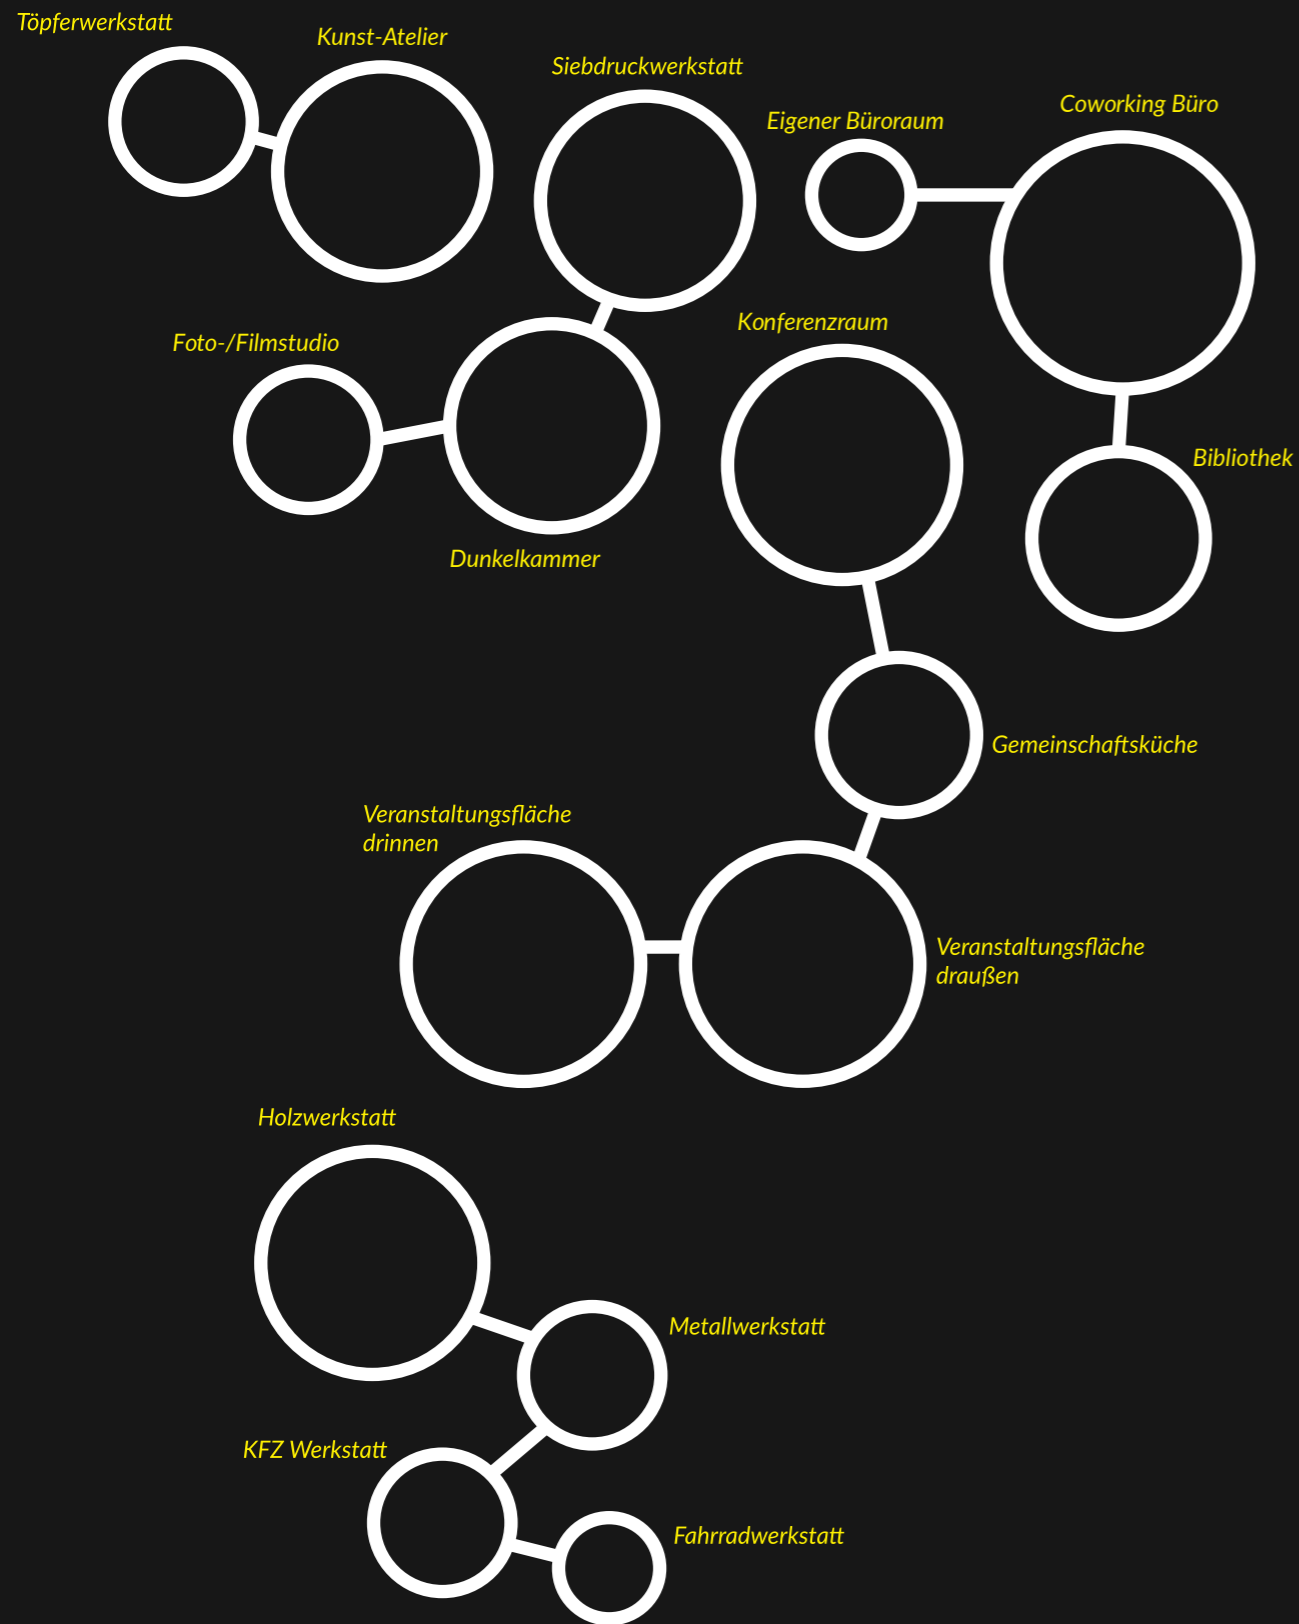 Töpferwerkstatt
Kunst-Atelier
Siebdruckwerkstatt
Eigener Büroraum
Coworking Büro
Foto-/Filmstudio
Konferenzraum
Bibliothek
Dunkelkammer
Gemeinschaftsküche
Veranstaltungsfläche
drinnen
Veranstaltungsfläche
draußen
Holzwerkstatt
Metallwerkstatt
KFZ Werkstatt
Fahrradwerkstatt